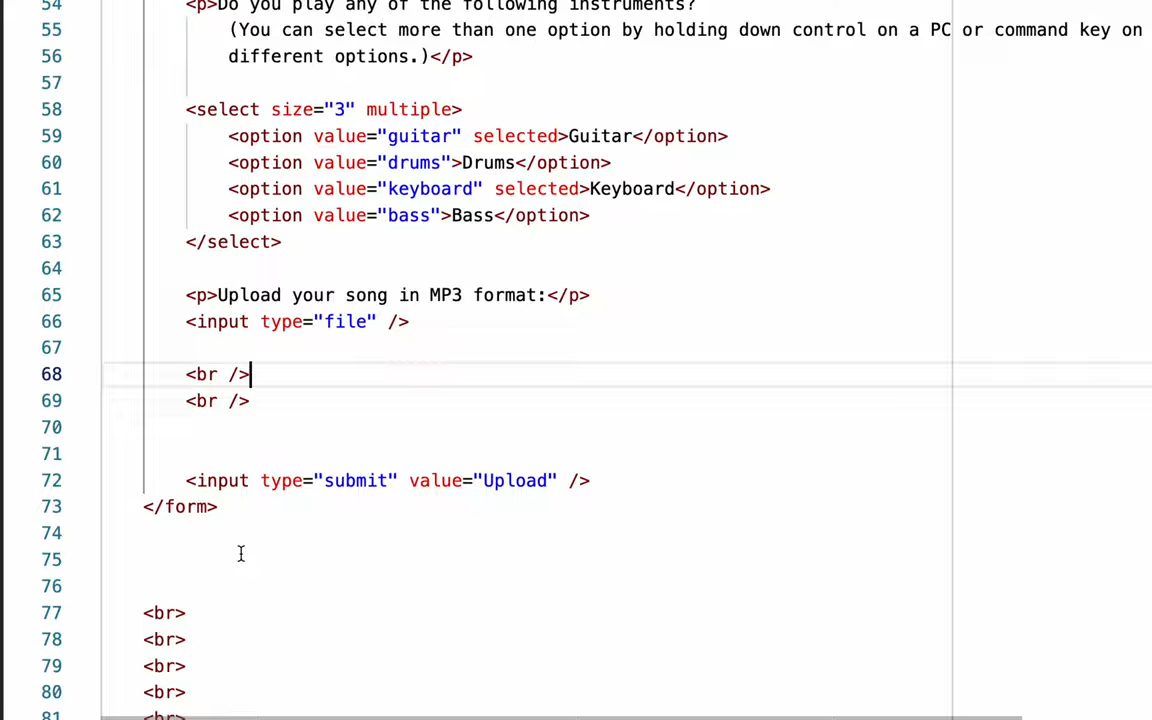 54 <p>Do you play any of the following instruments?
55 (You can select more than one option by holding down control on a PC or command key on
56 different options.)</p>
57
58 <select size="3" multiple>
59 <option value="guitar" selected>Guitar</option>
60 <option value="drums">Drums</option>
61 <option value="keyboard" selected>Keyboard</option>
62 <option value="bass">Bass</option>
63 </select>
64
65 <p>Upload your song in MP3 format:</p>
66 <input type="file" />
67
68 <br />
69 <br />
70
71
72 <input type="submit" value="Upload" />
73 </form>
74
75
76
77 <br>
78 <br>
79 <br>
80 <br>
81 <br>